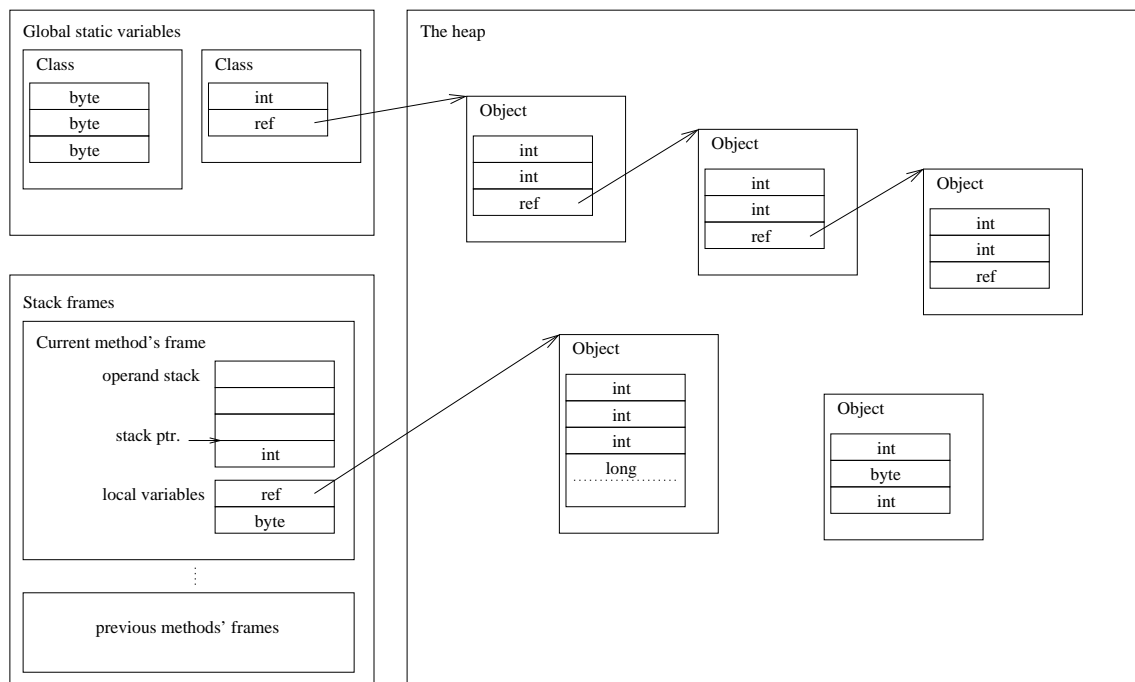 Global static variables
Class
byte
byte
byte
Class
int
ref
Stack frames
Current method's frame
operand stack
stack ptr.
int
local variables
ref
byte
previous methods' frames
The heap
Object
int
int
ref
Object
int
int
ref
Object
int
int
ref
Object
int
int
int
long
Object
int
byte
int